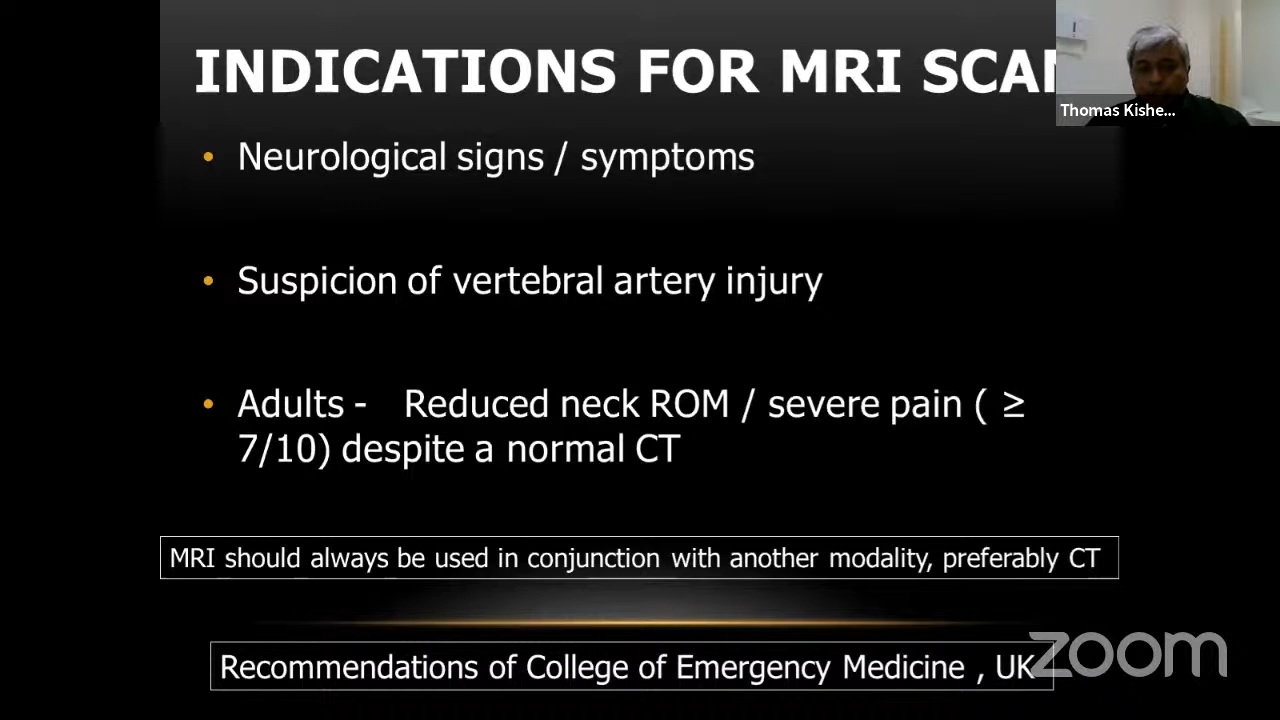 INDICATIONS FOR MRI SCAN
Thomas Kishe...
• Neurological signs / symptoms
• Suspicion of vertebral artery injury
• Adults - Reduced neck ROM / severe pain ( ≥
7/10) despite a normal CT
MRI should always be used in conjunction with another modality, preferably CT
Recommendations of College of Emergency Medicine , UK
zoom